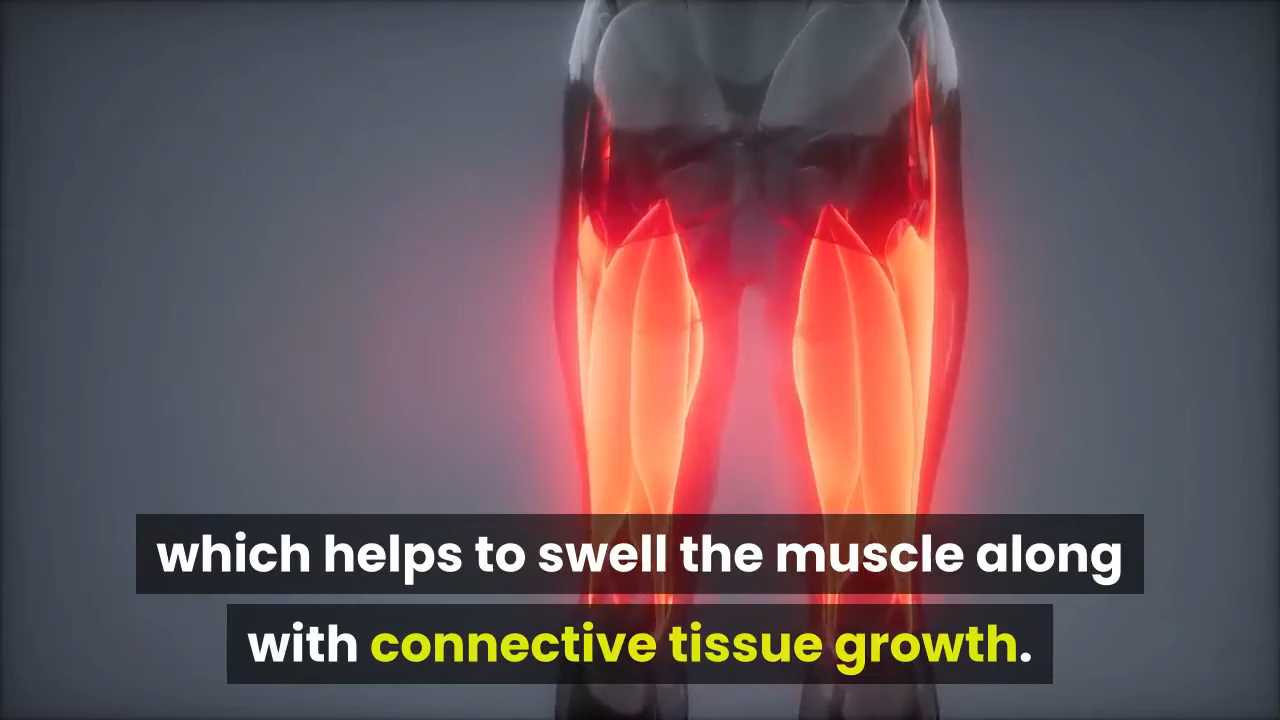 which helps to swell the muscle along
with connective tissue growth.